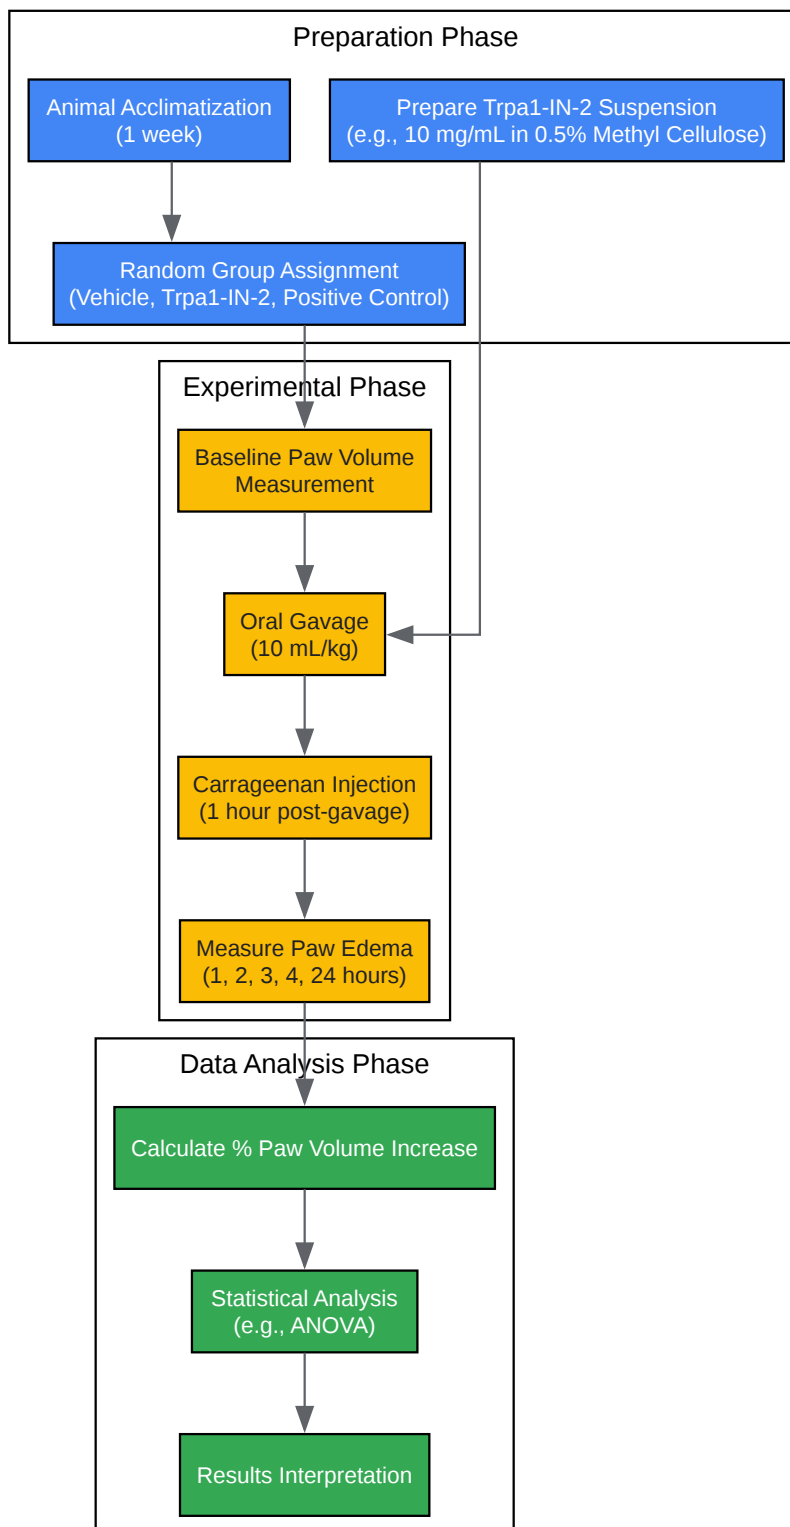 Preparation Phase
Animal Acclimatization
(1 week)
Prepare Trpa1-IN-2 Suspension
(e.g., 10 mg/mL in 0.5% Methyl Cellulose)
Random Group Assignment
(Vehicle, Trpa1-IN-2, Positive Control)
Experimental Phase
Baseline Paw Volume
Measurement
Oral Gavage
(10 mL/kg)
Carrageenan Injection
(1 hour post-gavage)
Measure Paw Edema
(1, 2, 3, 4, 24 hours)
Data Analysis Phase
Calculate % Paw Volume Increase
Statistical Analysis
(e.g., ANOVA)
Results Interpretation